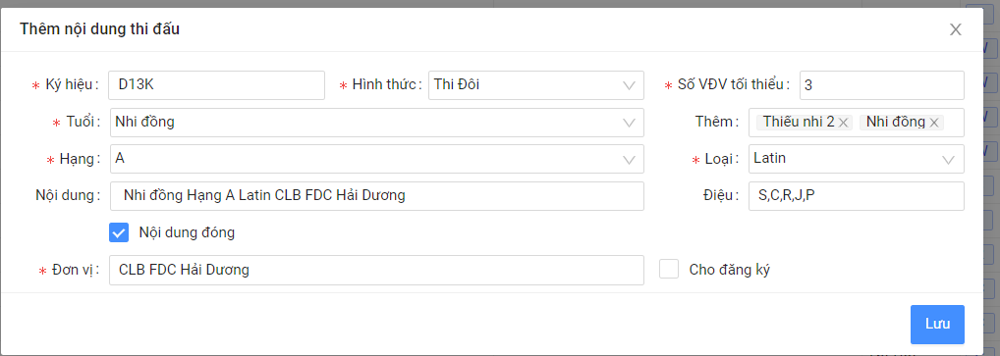 Thêm nội dung thi đấu
* Ký hiệu : D13K * Hình thức : Thi Đôi * Số VĐV tối thiểu : 3
* Tuổi : Nhi đồng Thêm : Thiếu nhi 2 Nhi đồng
* Hạng : A * Loại : Latin
Nội dung : Nhi đồng Hạng A Latin CLB FDC Hải Dương Điệu : S,C,R,J,P
Nội dung đóng
* Đơn vị : CLB FDC Hải Dương Cho đăng ký
Lưu